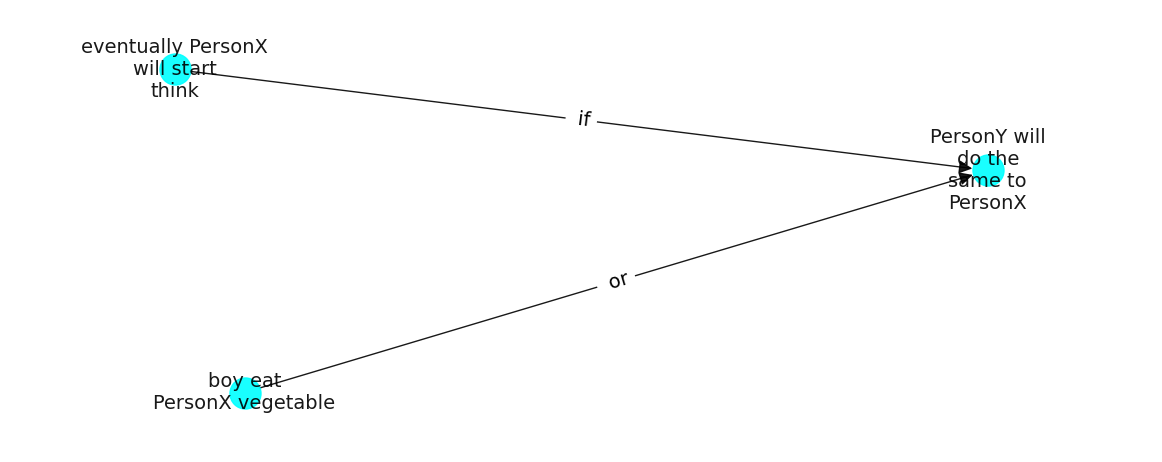 eventually PersonX
will start
think
if
PersonY will
do the
same to
PersonX
or
boy eat
PersonX vegetable